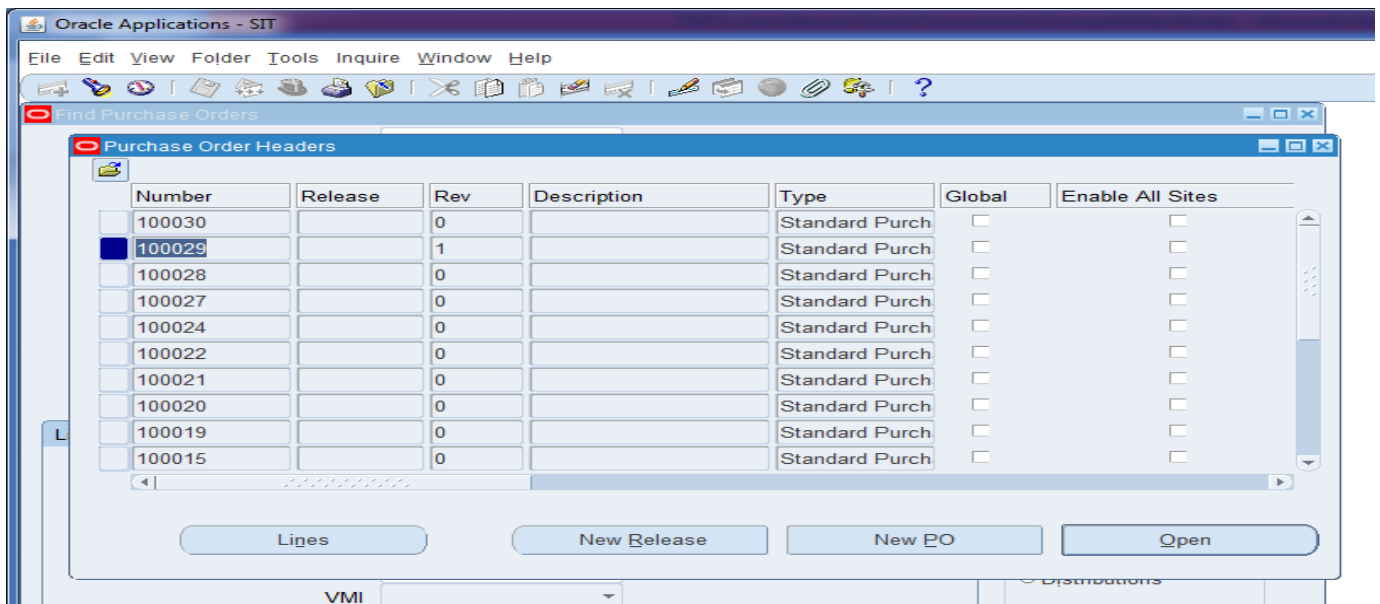 Oracle Applications - SIT
File Edit View Folder Tools Inquire Window Help
Find Purchase Orders
Purchase Order Headers
Number Release Rev Description Type Global Enable All Sites
100030 0 Standard Purch
100029 1 Standard Purch
100028 0 Standard Purch
100027 0 Standard Purch
100024 0 Standard Purch
100022 0 Standard Purch
100021 0 Standard Purch
100020 0 Standard Purch
100019 0 Standard Purch
100015 0 Standard Purch
Lines New Release New PO Open
Distributions
VMI